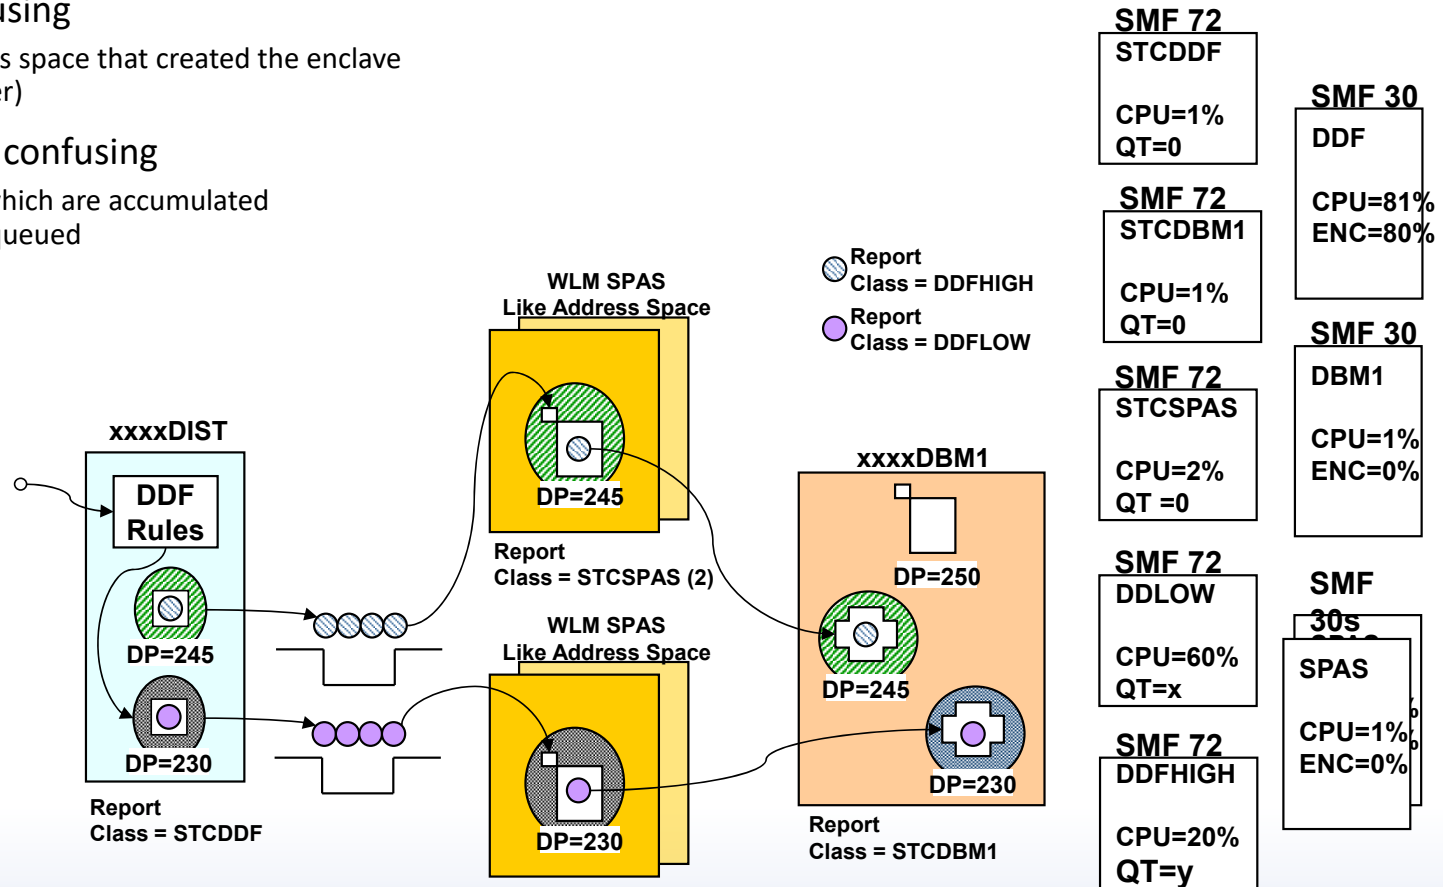 using
s space that created the enclave
er)
confusing
which are accumulated
queued
Report
Class = DDFHIGH
Report
Class = DDFLOW
xxxxDIST
DDF
Rules
DP=245
DP=230
Report
Class = STCDDF
WLM SPAS
Like Address Space
DP=245
Report
Class = STCSPAS (2)
WLM SPAS
Like Address Space
DP=230
xxxxDBM1
DP=250
DP=245
DP=230
Report
Class = STCDBM1
SMF 72
STCDDF
CPU=1%
QT=0
SMF 72
STCDBM1
CPU=1%
QT=0
SMF 72
STCSPAS
CPU=2%
QT =0
SMF 72
DDLOW
CPU=60%
QT=x
SMF 72
DDFHIGH
CPU=20%
QT=y
SMF 30
DDF
CPU=81%
ENC=80%
SMF 30
DBM1
CPU=1%
ENC=0%
SMF
30s
SPAS
CPU=1%
ENC=0%